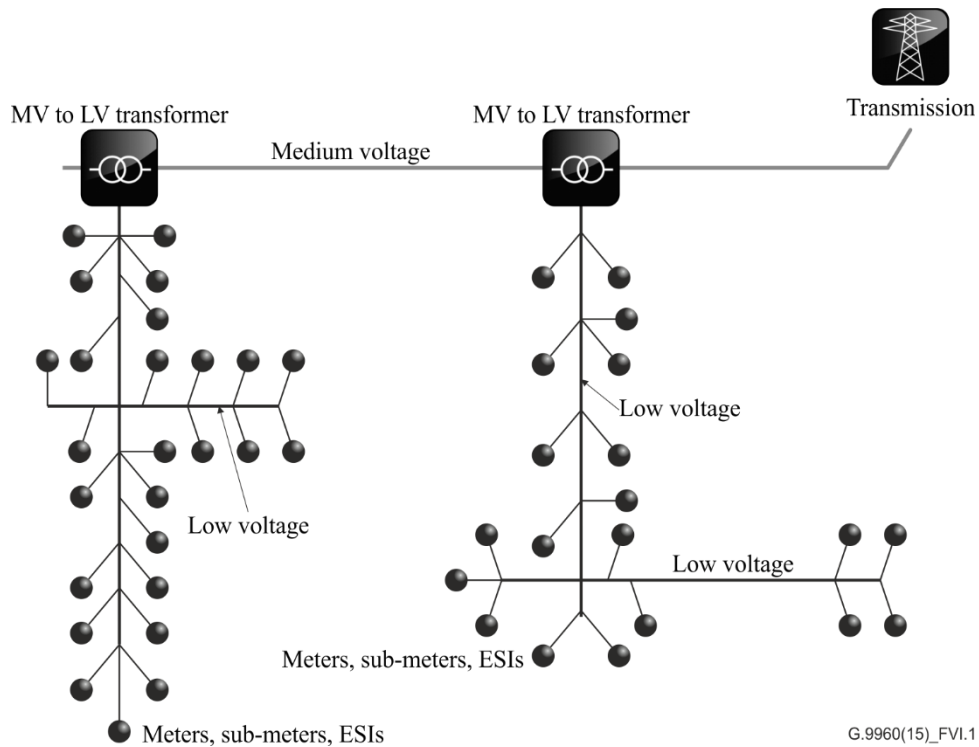 Transmission
MV to LV transformer
MV to LV transformer
Medium voltage
Low voltage
Low voltage
Low voltage
Meters, sub-meters, ESIs
Meters, sub-meters, ESIs
G.9960(15)_FVI.1